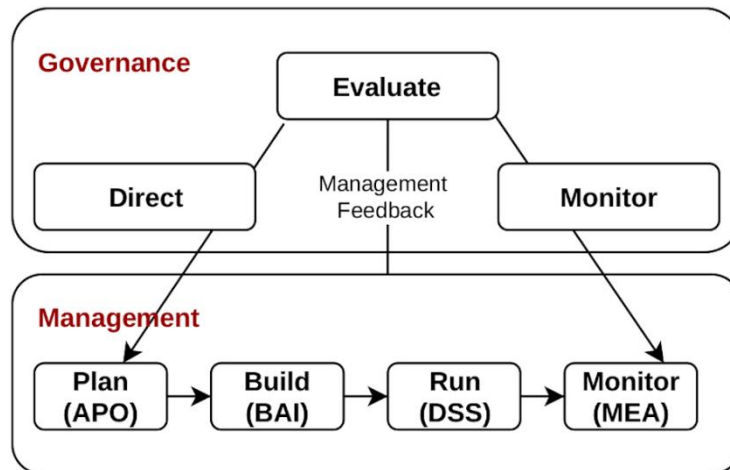 Governance
Evaluate
Direct
Management
Feedback
Monitor
Management
Plan
(APO)
Build
(BAI)
Run
(DSS)
Monitor
(MEA)